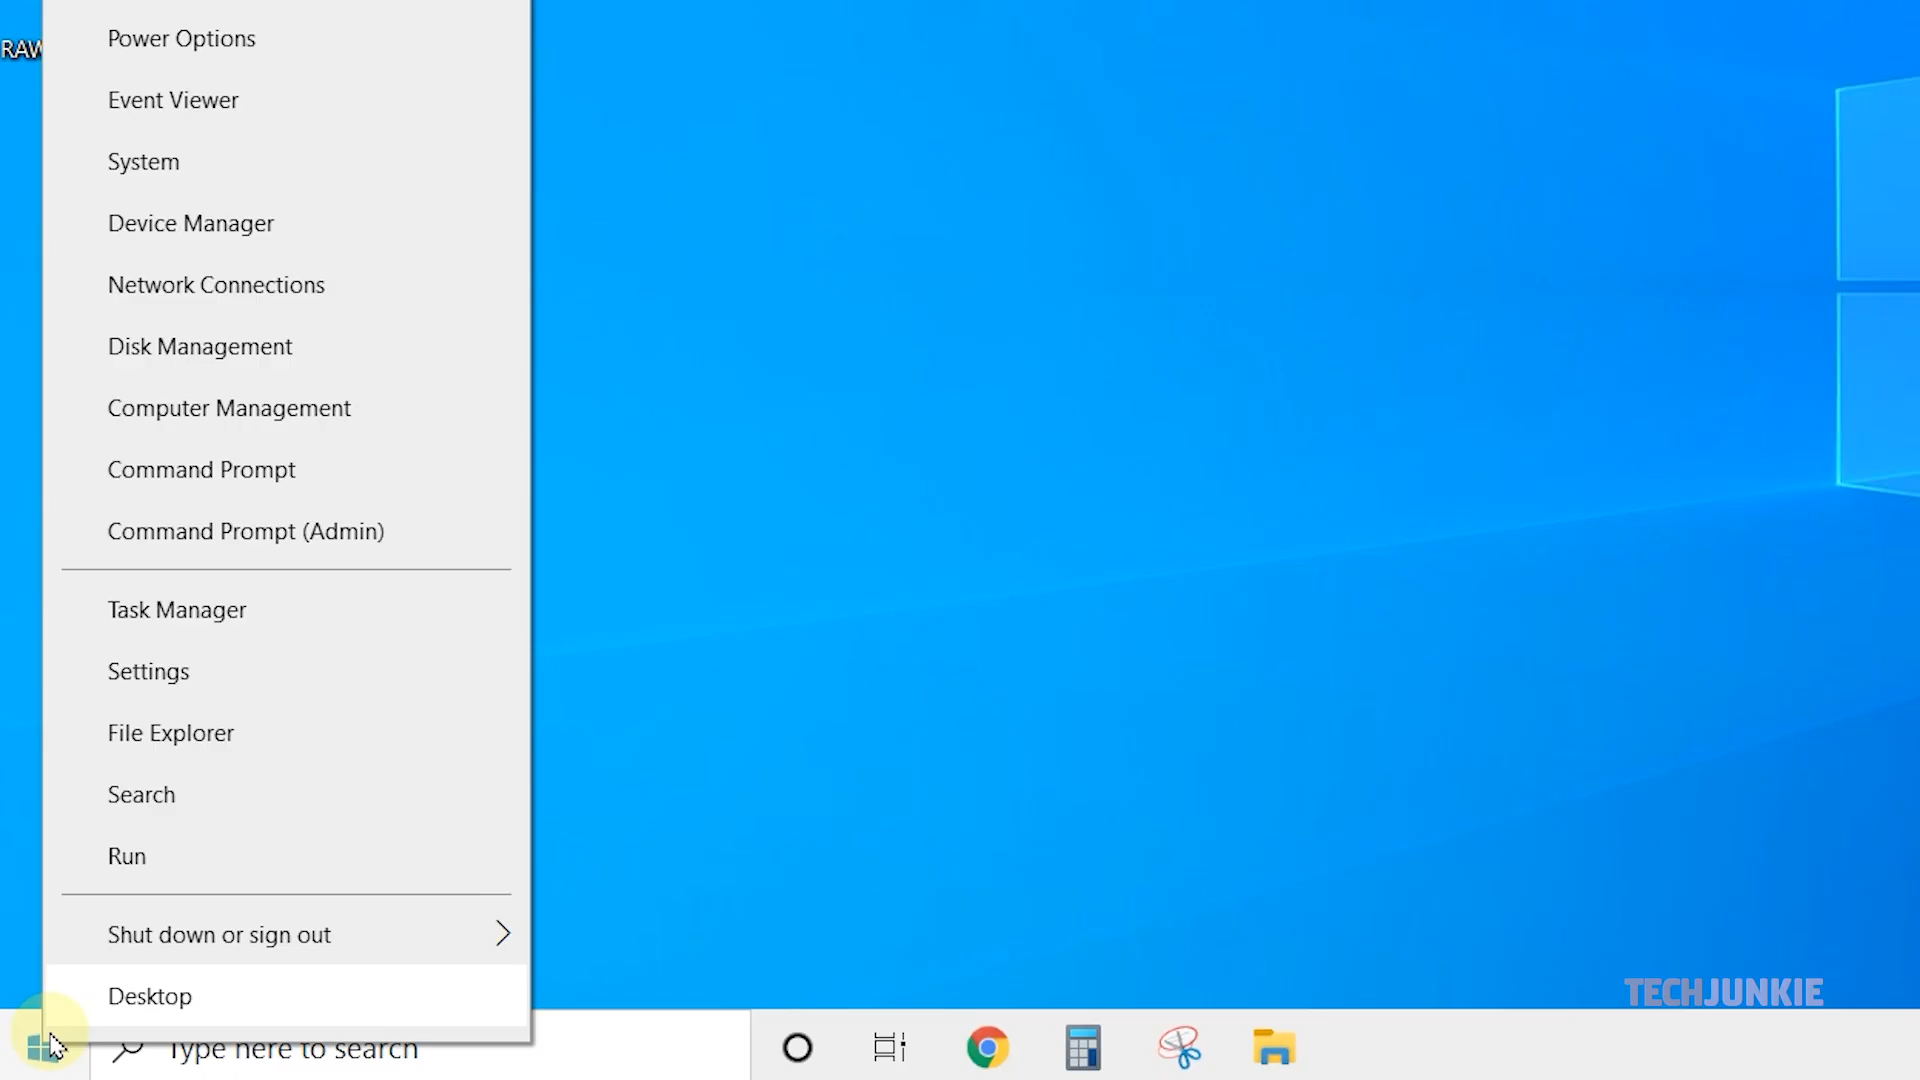 RAW
Power Options
Event Viewer
System
Device Manager
Network Connections
Disk Management
Computer Management
Command Prompt
Command Prompt (Admin)
Task Manager
Settings
File Explorer
Search
Run
Shut down or sign out
Desktop
Type here to search
TECHJUNKIE